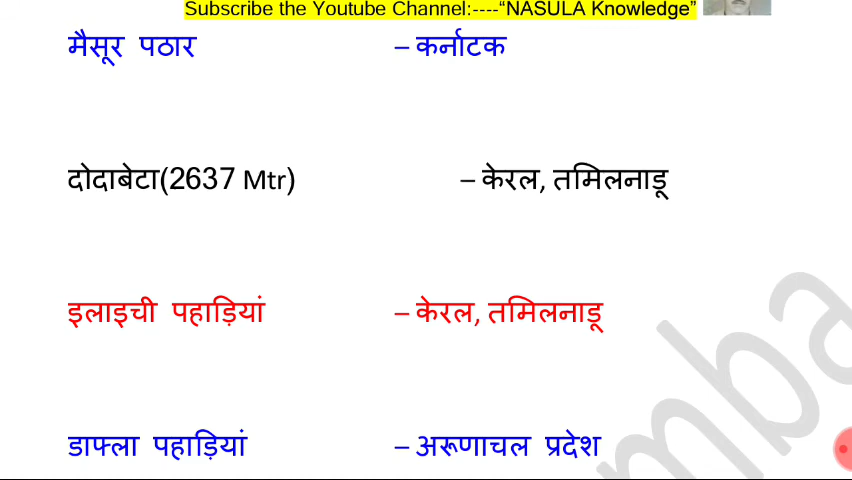 Subscribe the Youtube Channel:----“NASULA Knowledge”
मैसूर पठार – कर्नाटक
दोदाबेटा(2637 Mtr) – केरल, तमिलनाडू
इलाइची पहाड़ियां – केरल, तमिलनाडू
डाफ्ला पहाड़ियां – अरूणाचल प्रदेश